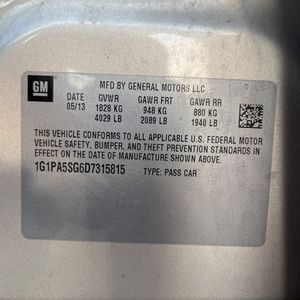 GM
MFD BY GENERAL MOTORS LLC
DATE GVWR GAWR FRT GAWR RR
05/13 1828 KG 948 KG 880 KG
4029 LB 2089 LB 1940 LB
THIS VEHICLE CONFORMS TO ALL APPLICABLE U.S. FEDERAL MOTOR
VEHICLE SAFETY, BUMPER, AND THEFT PREVENTION STANDARDS
IN EFFECT ON THE DATE OF MANUFACTURE SHOWN ABOVE.
1G1PA5SG6D7315815 TYPE: PASS CAR